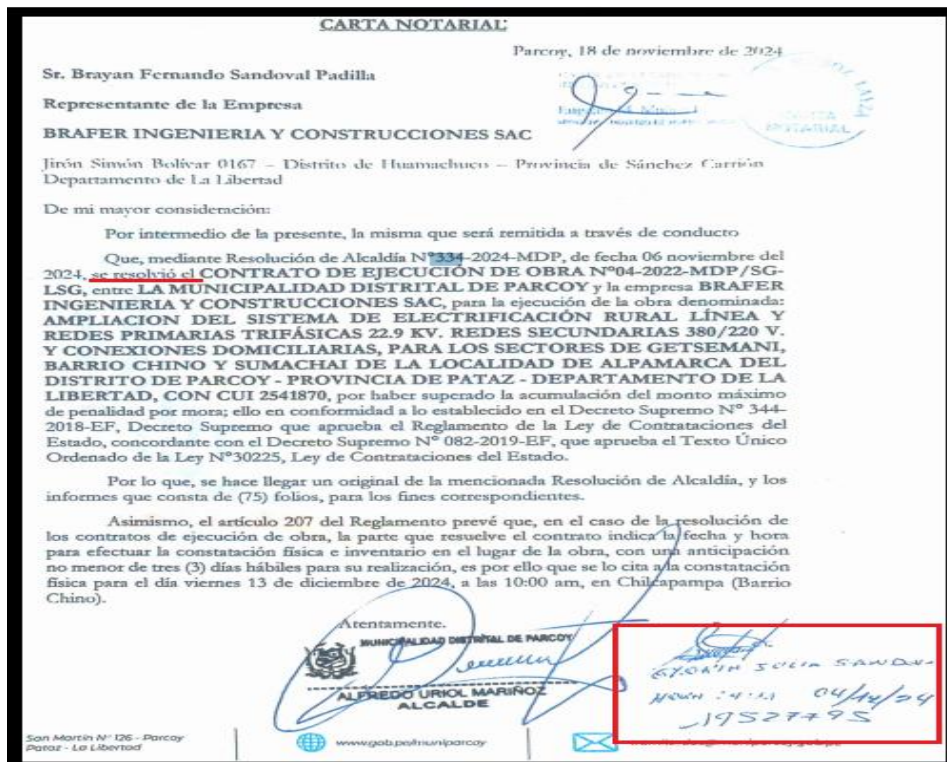 CARTA NOTARIAL
Parcoy, 18 de noviembre de 2024
Sr. Brayan Fernando Sandoval Padilla
Representante de la Empresa
BRAFER INGENIERIA Y CONSTRUCCIONES SAC
NOTARIAL
Jirón Simón Bolívar 0167 – Distrito de Huamachuco – Provincia de Sánchez Carrión
Departamento de La Libertad
De mi mayor consideración:
Por intermedio de la presente, la misma que será remitida a través de conducto
Que, mediante Resolución de Alcaldía N°334-2024-MDP, de fecha 06 noviembre del
2024, se resolvió el CONTRATO DE EJECUCIÓN DE OBRA N°04-2022-MDP/SG-
LSG, entre LA MUNICIPALIDAD DISTRITAL DE PARCOY y la empresa BRAFER
INGENIERIA Y CONSTRUCCIONES SAC, para la ejecución de la obra denominada:
AMPLIACION DEL SISTEMA DE ELECTRIFICACIÓN RURAL LÍNEA Y
REDES PRIMARIAS TRIFÁSICAS 22.9 KV. REDES SECUNDARIAS 380/220 V.
Y CONEXIONES DOMICILIARIAS, PARA LOS SECTORES DE GETSEMANI,
BARRIO CHINO Y SUMACHAI DE LA LOCALIDAD DE ALPAMARCA DEL
DISTRITO DE PARCOY - PROVINCIA DE PATAZ - DEPARTAMENTO DE LA
LIBERTAD, CON CUI 2541870, por haber superado la acumulación del monto máximo
de penalidad por mora; ello en conformidad a lo establecido en el Decreto Supremo N° 344-
2018-EF, Decreto Supremo que aprueba el Reglamento de la Ley de Contrataciones del
Estado, concordante con el Decreto Supremo N° 082-2019-EF, que aprueba el Texto Único
Ordenado de la Ley N°30225, Ley de Contrataciones del Estado.
Por lo que, se hace llegar un original de la mencionada Resolución de Alcaldía, y los
informes que consta de (75) folios, para los fines correspondientes.
Asimismo, el artículo 207 del Reglamento prevé que, en el caso de la resolución de
los contratos de ejecución de obra, la parte que resuelve el contrato indica la fecha y hora
para efectuar la constatación física e inventario en el lugar de la obra, con una anticipación
no menor de tres (3) días hábiles para su realización, es por ello que se lo cita a la constatación
física para el día viernes 13 de diciembre de 2024, a las 10:00 am, en Chilcapampa (Barrio
Chino).
Atentamente.
MUNICIPALIDAD DISTRITAL DE PARCOY
ALFREDO URIOL MARIÑOZ
ALCALDE
04/12/24
19527795
San Martín N° 126 - Parcoy
Pataz - La Libertad
www.gob.pe/muniparcoy